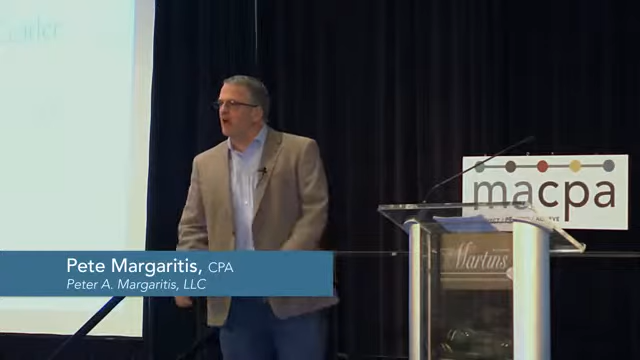 macpa
Martins
Pete Margaritis, CPA
Peter A. Margaritis, LLC